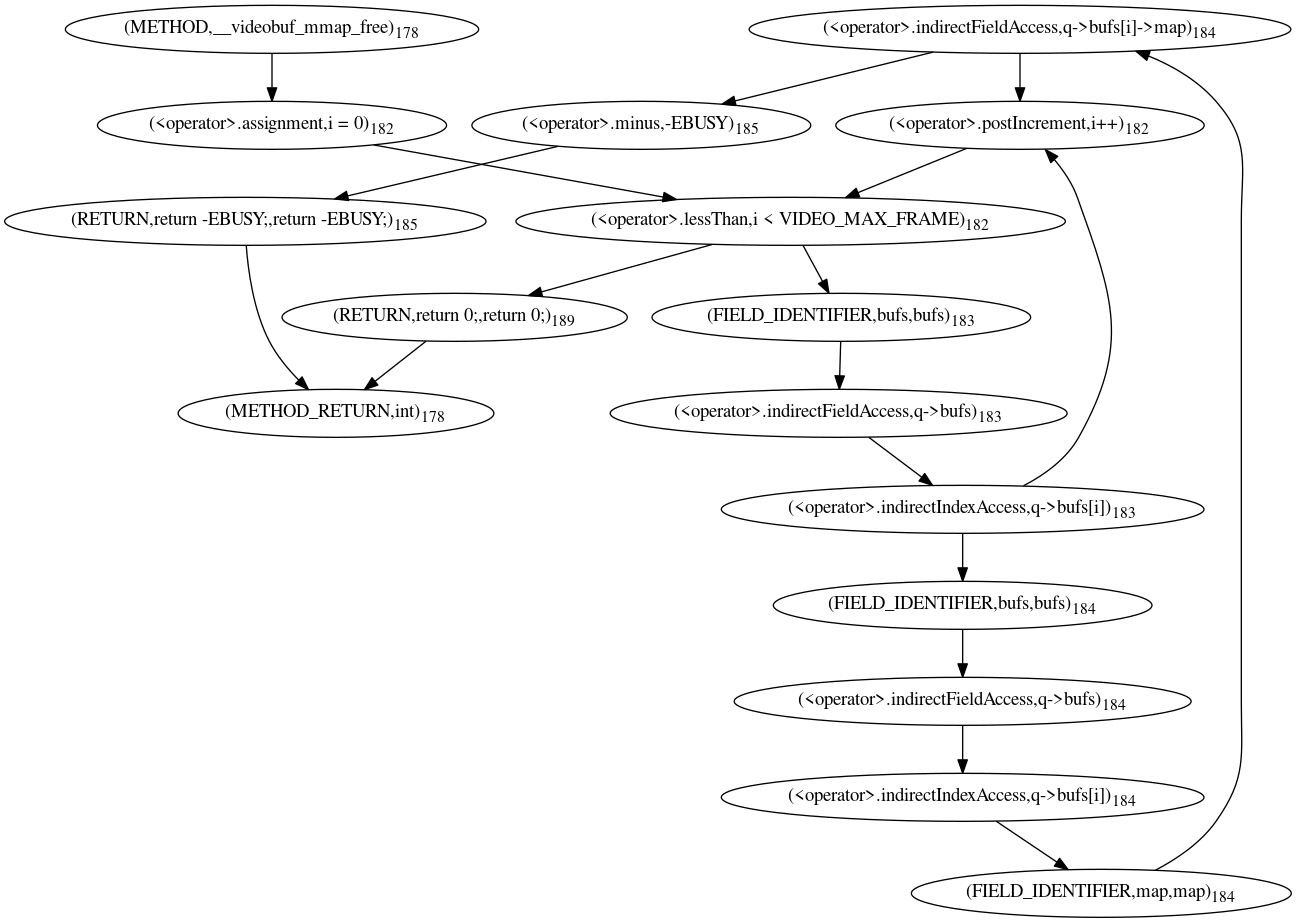 (METHOD,__videobuf_mmap_free)178
(<operator>.indirectFieldAccess,q->bufs[i]->map)184
(<operator>.assignment,i = 0)182
(<operator>.minus,-EBUSY)185
(<operator>.postIncrement,i++)182
(RETURN,return -EBUSY;,return -EBUSY;)185
(<operator>.lessThan,i < VIDEO_MAX_FRAME)182
(RETURN,return 0;,return 0;)189
(FIELD_IDENTIFIER,bufs,bufs)183
(METHOD_RETURN,int)178
(<operator>.indirectFieldAccess,q->bufs)183
(<operator>.indirectIndexAccess,q->bufs[i])183
(FIELD_IDENTIFIER,bufs,bufs)184
(<operator>.indirectFieldAccess,q->bufs)184
(<operator>.indirectIndexAccess,q->bufs[i])184
(FIELD_IDENTIFIER,map,map)184